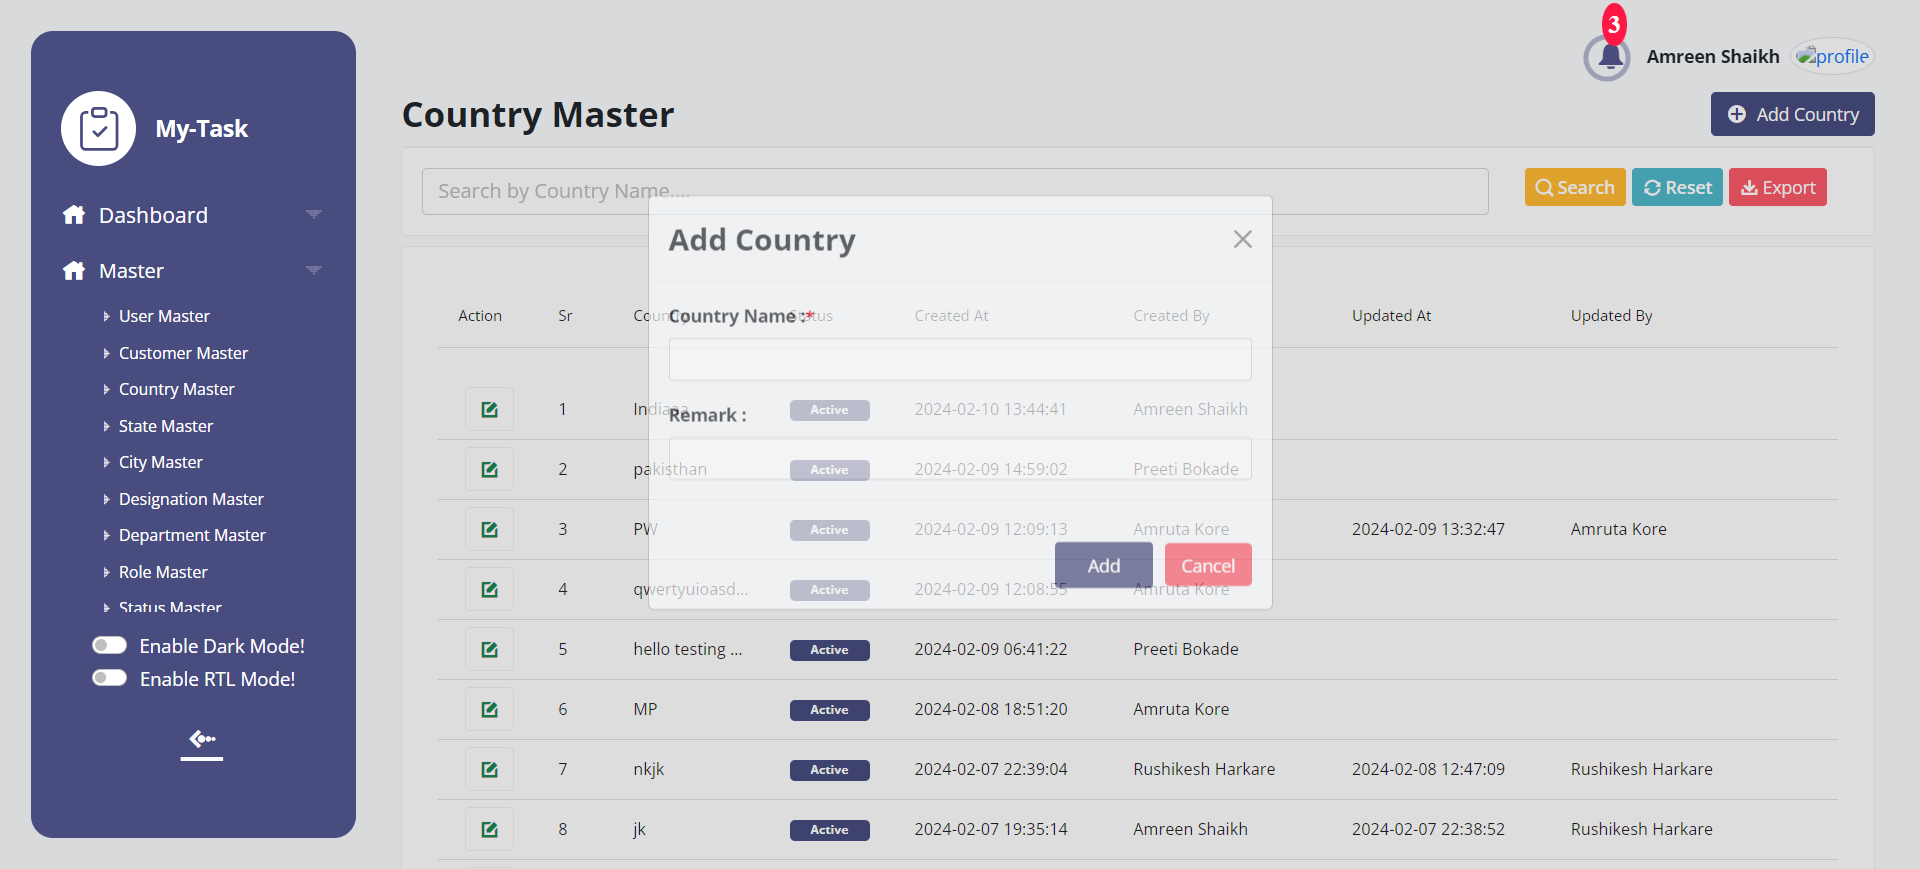 3
Amreen Shaikh
profile
My-Task
Dashboard
Master
User Master
Customer Master
Country Master
State Master
City Master
Designation Master
Department Master
Role Master
Status Master
Enable Dark Mode!
Enable RTL Mode!
Country Master
Add Country
Search by Country Name....
Search
Reset
Export
Add Country
Country Name :*
Remark :
Add
Cancel
Action Sr Country Status Created At Created By Updated At Updated By
1 Indiaaa Active 2024-02-10 13:44:41 Amreen Shaikh
2 pakisthan Active 2024-02-09 14:59:02 Preeti Bokade
3 PW Active 2024-02-09 12:09:13 Amruta Kore 2024-02-09 13:32:47 Amruta Kore
4 qwertyuioasd... Active 2024-02-09 12:08:55 Amruta Kore
5 hello testing ... Active 2024-02-09 06:41:22 Preeti Bokade
6 MP Active 2024-02-08 18:51:20 Amruta Kore
7 nkjk Active 2024-02-07 22:39:04 Rushikesh Harkare 2024-02-08 12:47:09 Rushikesh Harkare
8 jk Active 2024-02-07 19:35:14 Amreen Shaikh 2024-02-07 22:38:52 Rushikesh Harkare